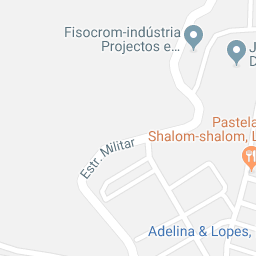 Fisocrom-indústria
Projectos e...
J
D
Pastela
Shalom-shalom, L
Estr. Militar
Adelina & Lopes,